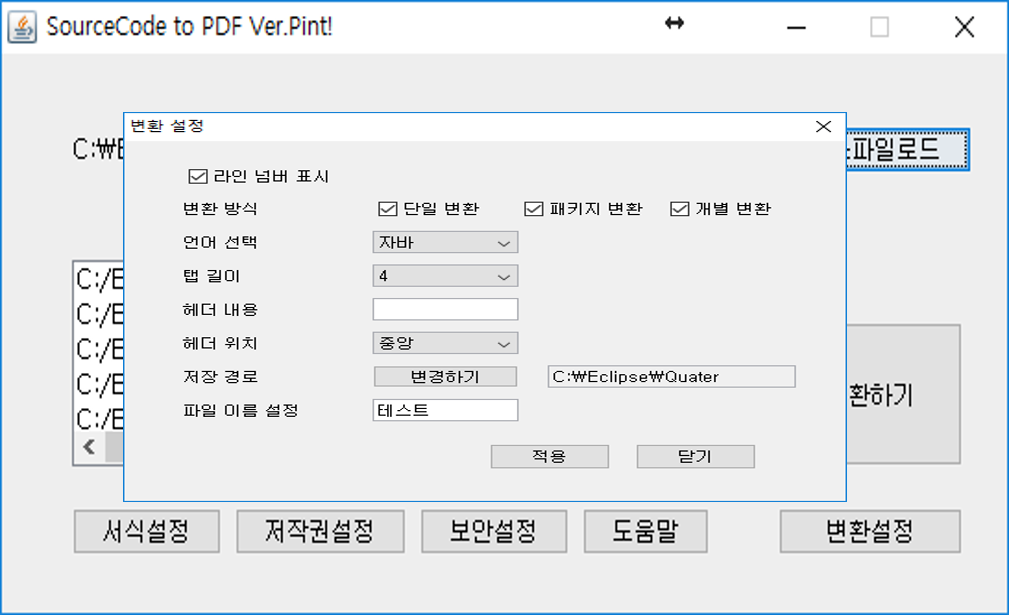 SourceCode to PDF Ver.Pint!
변환 설정
C:₩E
파일로드
라인 넘버 표시
변환 방식 단일 변환 패키지 변환 개별 변환
언어 선택 자바
탭 길이 4
헤더 내용
헤더 위치 중앙
저장 경로 변경하기 C:₩Eclipse₩Quater
파일 이름 설정 테스트
적용 닫기
C:/E
C:/E
C:/E
C:/E
C:/E
환하기
서식설정 저작권설정 보안설정 도움말 변환설정